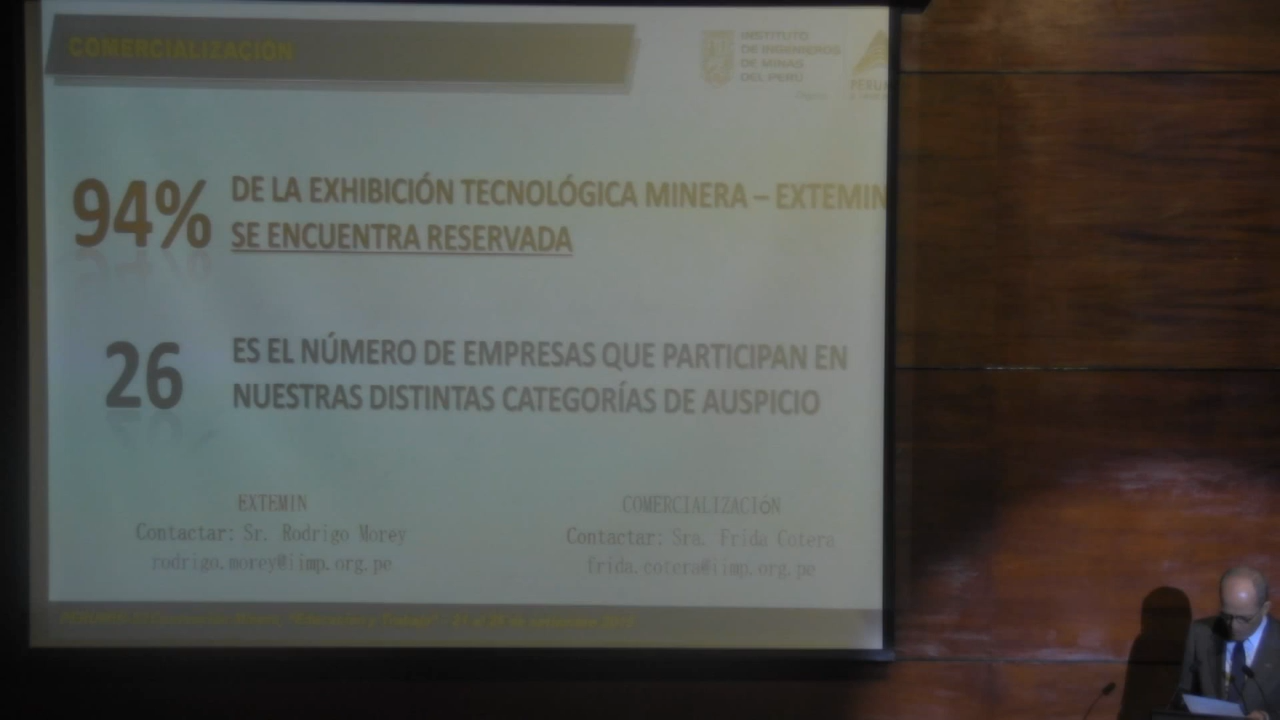 COMERCIALIZACIÓN
INSTITUTO
DE INGENIEROS
DE MINAS
DEL PERÚ
94% DE LA EXHIBICIÓN TECNOLÓGICA MINERA – EXTEMIN
SE ENCUENTRA RESERVADA
26 ES EL NÚMERO DE EMPRESAS QUE PARTICIPAN EN
NUESTRAS DISTINTAS CATEGORÍAS DE AUSPICIO
EXTEMIN
Contactar: Sr. Rodrigo Morey
rodrigo.morey@iimp.org.pe
COMERCIALIZACIóN
Contactar: Sra. Frida Cotera
frida.cotera@iimp.org.pe